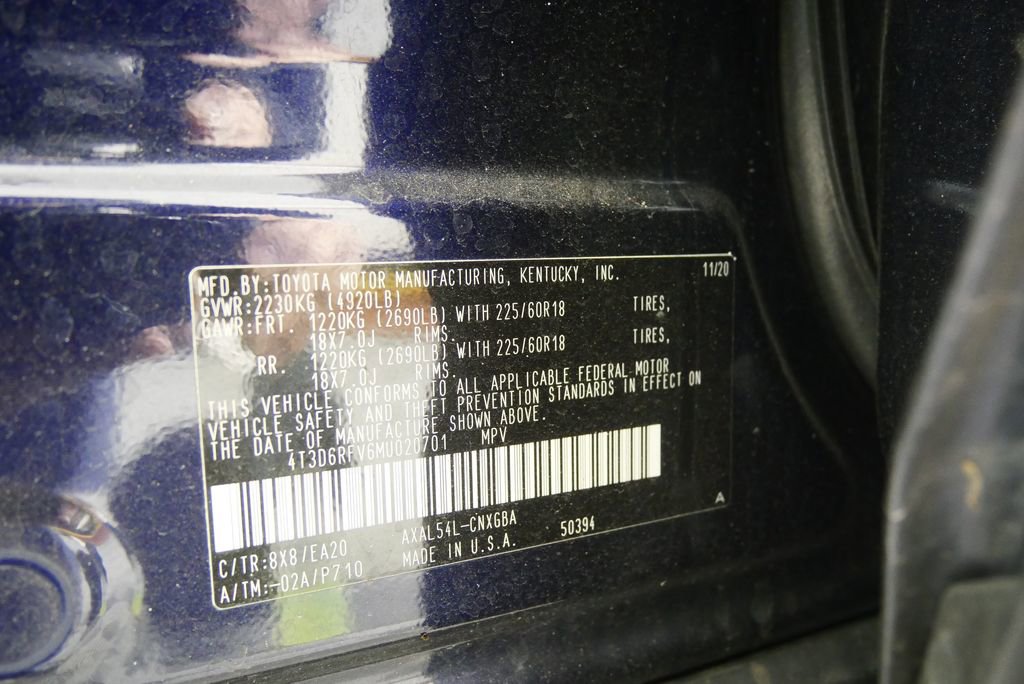 MFD.BY:TOYOTA MOTOR MANUFACTURING, KENTUCKY, INC. 11/20
GVWR:2230KG (4920LB)
GAWR:FRT. 1220KG (2690LB) WITH 225/60R18 TIRES,
18X7.0J RIMS.
RR. 1220KG (2690LB) WITH 225/60R18 TIRES,
18X7.0J RIMS.
THIS VEHICLE CONFORMS TO ALL APPLICABLE FEDERAL MOTOR
VEHICLE SAFETY AND THEFT PREVENTION STANDARDS IN EFFECT ON
THE DATE OF MANUFACTURE SHOWN ABOVE.
4T3D6RFV6MU020701 MPV
A
C/TR:8X8/EA20 AXAL54L-CNXGBA 50394
A/TM:-02A/P710 MADE IN U.S.A.